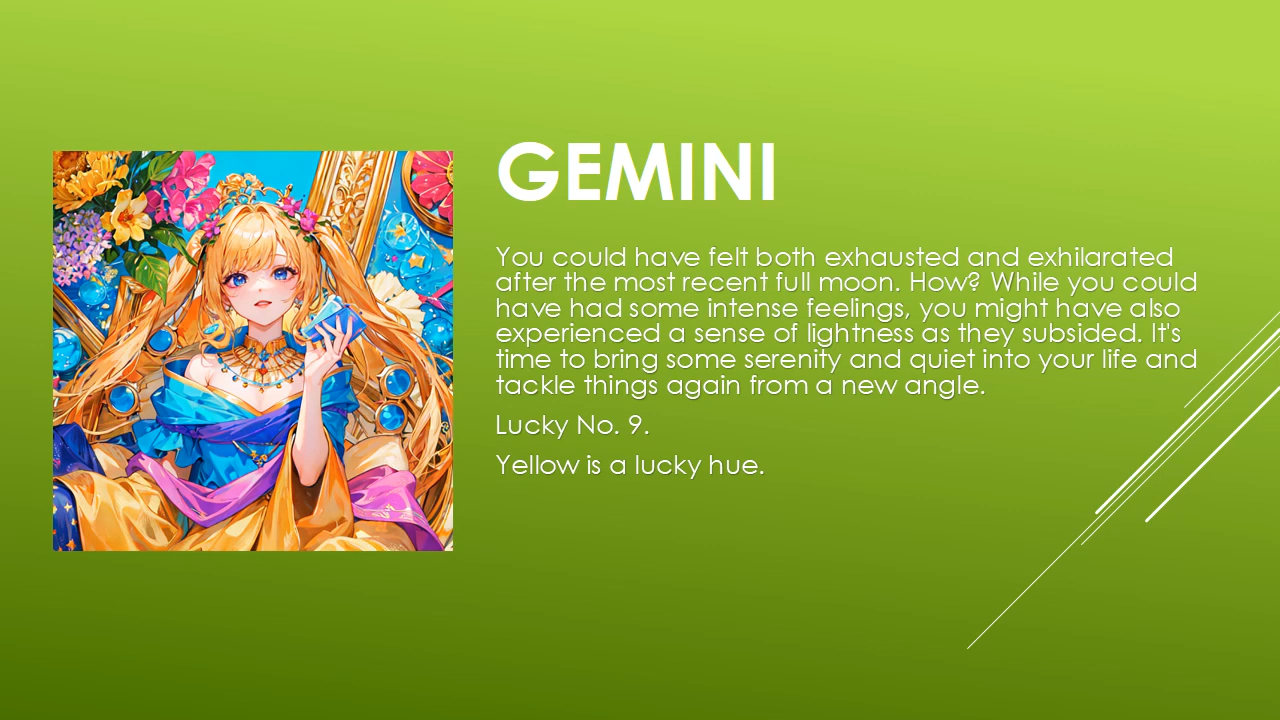 GEMINI
You could have felt both exhausted and exhilarated
after the most recent full moon. How? While you could
have had some intense feelings, you might have also
experienced a sense of lightness as they subsided. It's
time to bring some serenity and quiet into your life and
tackle things again from a new angle.
Lucky No. 9.
Yellow is a lucky hue.